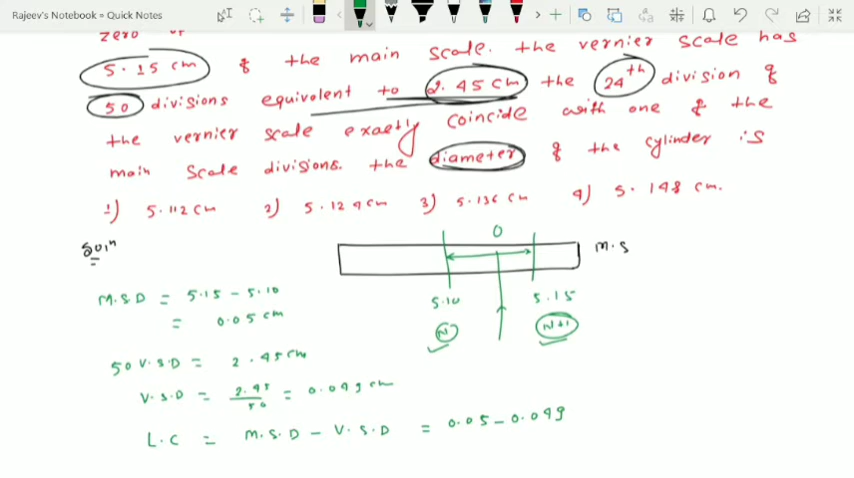 Rajeev's Notebook » Quick Notes
zero of
5.15 cm of the main scale. the vernier scale has
50 divisions equivalent to 2.45 cm the 24th division of
the vernier scale exactly coincide with one of the
main scale divisions. the diameter of the cylinder is
1) 5.112 cm 2) 5.124 cm 3) 5.136 cm 4) 5.148 cm.
Soln
0
M.S
5.10 5.15
N N+1
M.S.D = 5.15 - 5.10
= 0.05 cm
50 V.S.D = 2.45 cm
V.S.D = 2.45/50 = 0.049 cm
L.C = M.S.D - V.S.D = 0.05 - 0.049